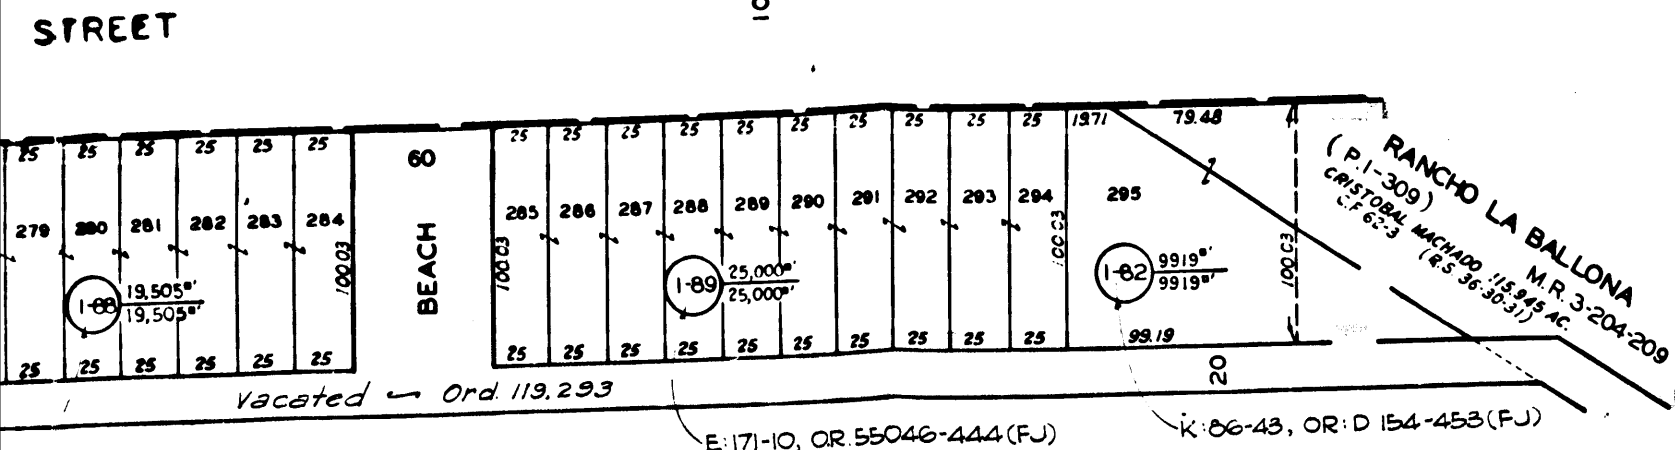 STREET
10
25 25 25 25 25 25
25 25 25 25 25 25 25 25 25 25
19.71 79.48
60
BEACH
279 280 281 282 283 284
285 286 287 288 289 290 291 292 293 294 295
100.03
100.03
100.03
100.03
1-88 19,505□'
19,505□'
1-89 25,000□'
25,000□'
1-82 9919□'
9919□'
25 25 25 25 25 25
25 25 25 25 25 25 25 25 25 25
99.19
20
Vacated ~ Ord. 119,293
E:171-10, O.R. 55046-444(FJ)
K:86-43, OR:D 154-453(FJ)
RANCHO LA BALLONA
(P.1-309) M.R. 3-204-209
CRISTOBAL MACHADO 115.945 AC.
C.F 62-3 (R.S. 36-30-31)